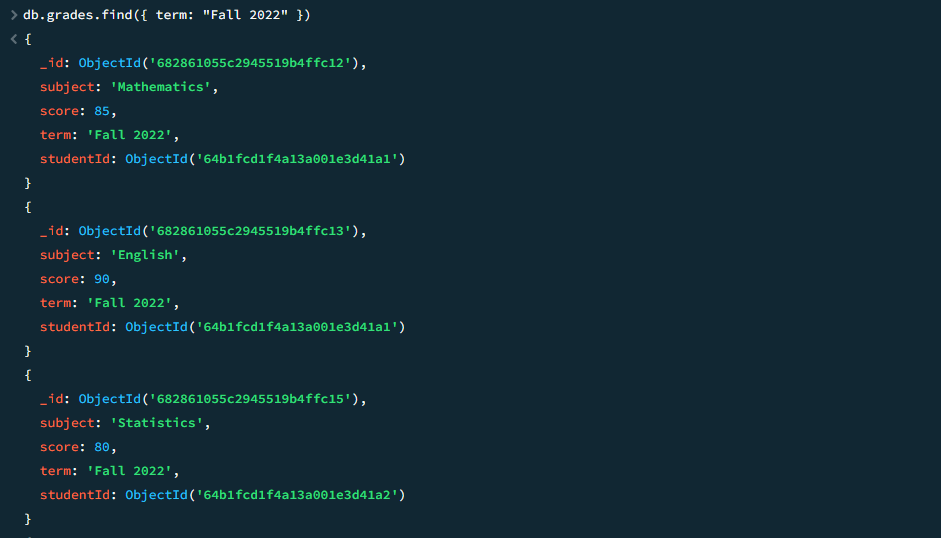 > db.grades.find({ term: "Fall 2022" })
< {
_id: ObjectId('682861055c2945519b4ffc12'),
subject: 'Mathematics',
score: 85,
term: 'Fall 2022',
studentId: ObjectId('64b1fcd1f4a13a001e3d41a1')
}
{
_id: ObjectId('682861055c2945519b4ffc13'),
subject: 'English',
score: 90,
term: 'Fall 2022',
studentId: ObjectId('64b1fcd1f4a13a001e3d41a1')
}
{
_id: ObjectId('682861055c2945519b4ffc15'),
subject: 'Statistics',
score: 80,
term: 'Fall 2022',
studentId: ObjectId('64b1fcd1f4a13a001e3d41a2')
}